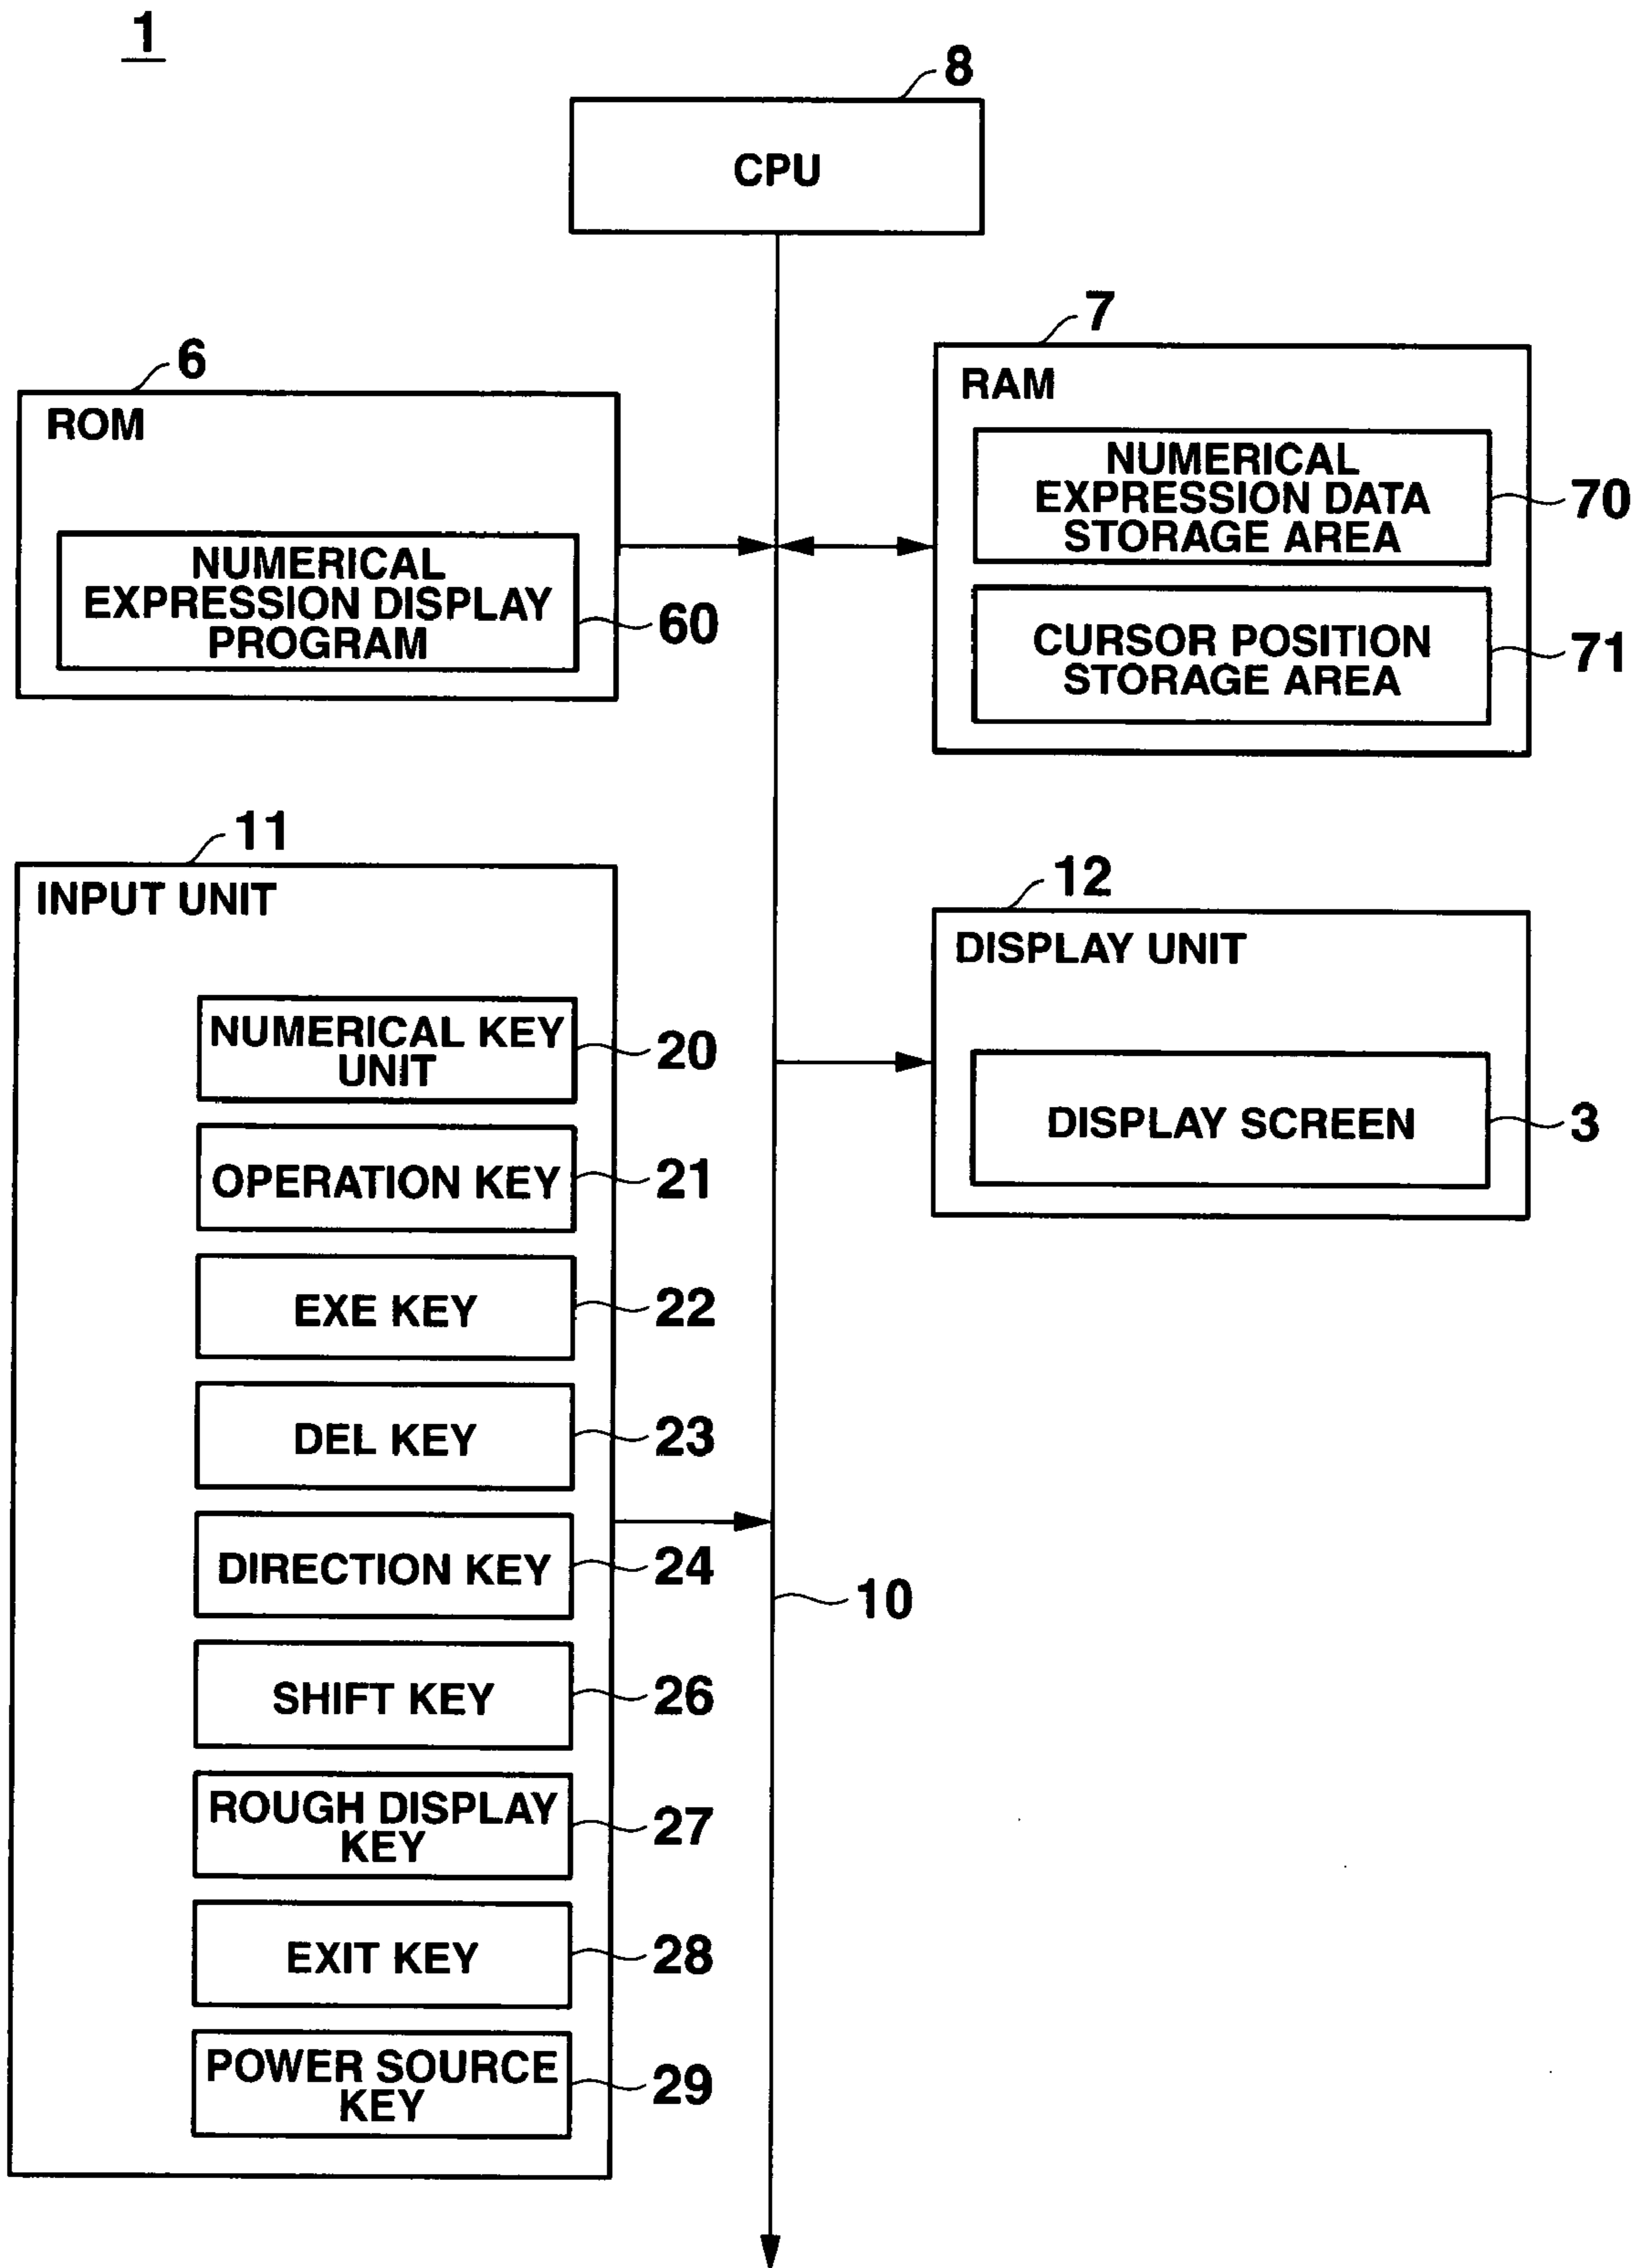 1
8
CPU
6
ROM
NUMERICAL
EXPRESSION DISPLAY
PROGRAM
60
7
RAM
NUMERICAL
EXPRESSION DATA
STORAGE AREA
70
CURSOR POSITION
STORAGE AREA
71
11
INPUT UNIT
NUMERICAL KEY
UNIT
20
OPERATION KEY
21
EXE KEY
22
DEL KEY
23
DIRECTION KEY
24
SHIFT KEY
26
ROUGH DISPLAY
KEY
27
EXIT KEY
28
POWER SOURCE
KEY
29
12
DISPLAY UNIT
DISPLAY SCREEN
3
10